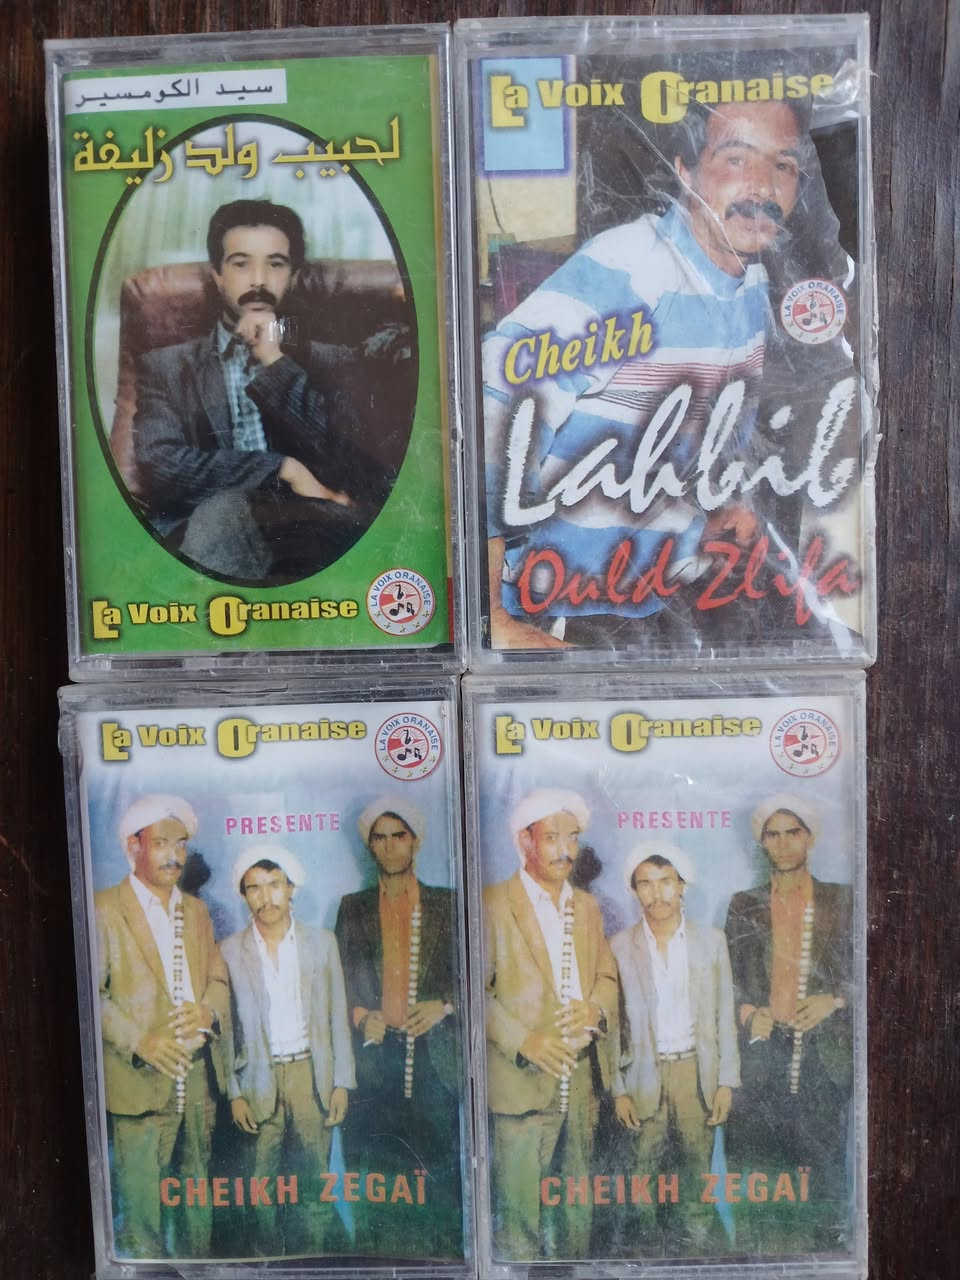 سيد الكومسير
لحبيب ولد زليفة
La Voix Oranaise
LA VOIX ORANAISE
La Voix Oranaise
LA VOIX ORANAISE
Cheikh
Lahbib
Ould Zlifa
La Voix Oranaise
LA VOIX ORANAISE
PRESENTE
CHEIKH ZEGAÏ
La Voix Oranaise
LA VOIX ORANAISE
PRESENTE
CHEIKH ZEGAÏ